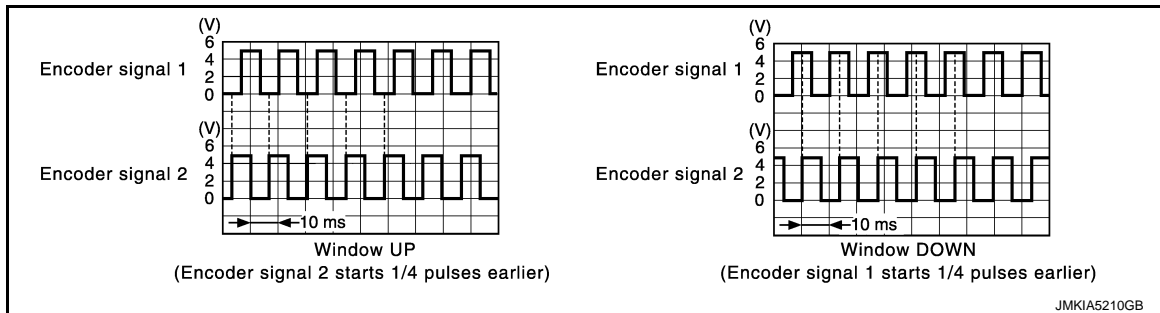 (V)
6
4
2
0
Encoder signal 1
(V)
6
4
2
0
Encoder signal 2
10 ms
Window UP
(Encoder signal 2 starts 1/4 pulses earlier)
(V)
6
4
2
0
Encoder signal 1
(V)
6
4
2
0
Encoder signal 2
10 ms
Window DOWN
(Encoder signal 1 starts 1/4 pulses earlier)
JMKIA5210GB